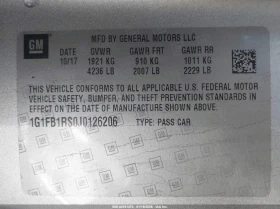 GM
MFD BY GENERAL MOTORS LLC
10/17 GVWR GAWR FRT GAWR RR
1921 KG 910 KG 1011 KG
4236 LB 2007 LB 2229 LB
THIS VEHICLE CONFORMS TO ALL APPLICABLE U.S. FEDERAL MOTOR
VEHICLE SAFETY, BUMPER, AND THEFT PREVENTION STANDARDS IN
EFFECT ON THE DATE OF MANUFACTURE SHOWN ABOVE.
1G1FB1RS0J0126206 TYPE: PASS CAR